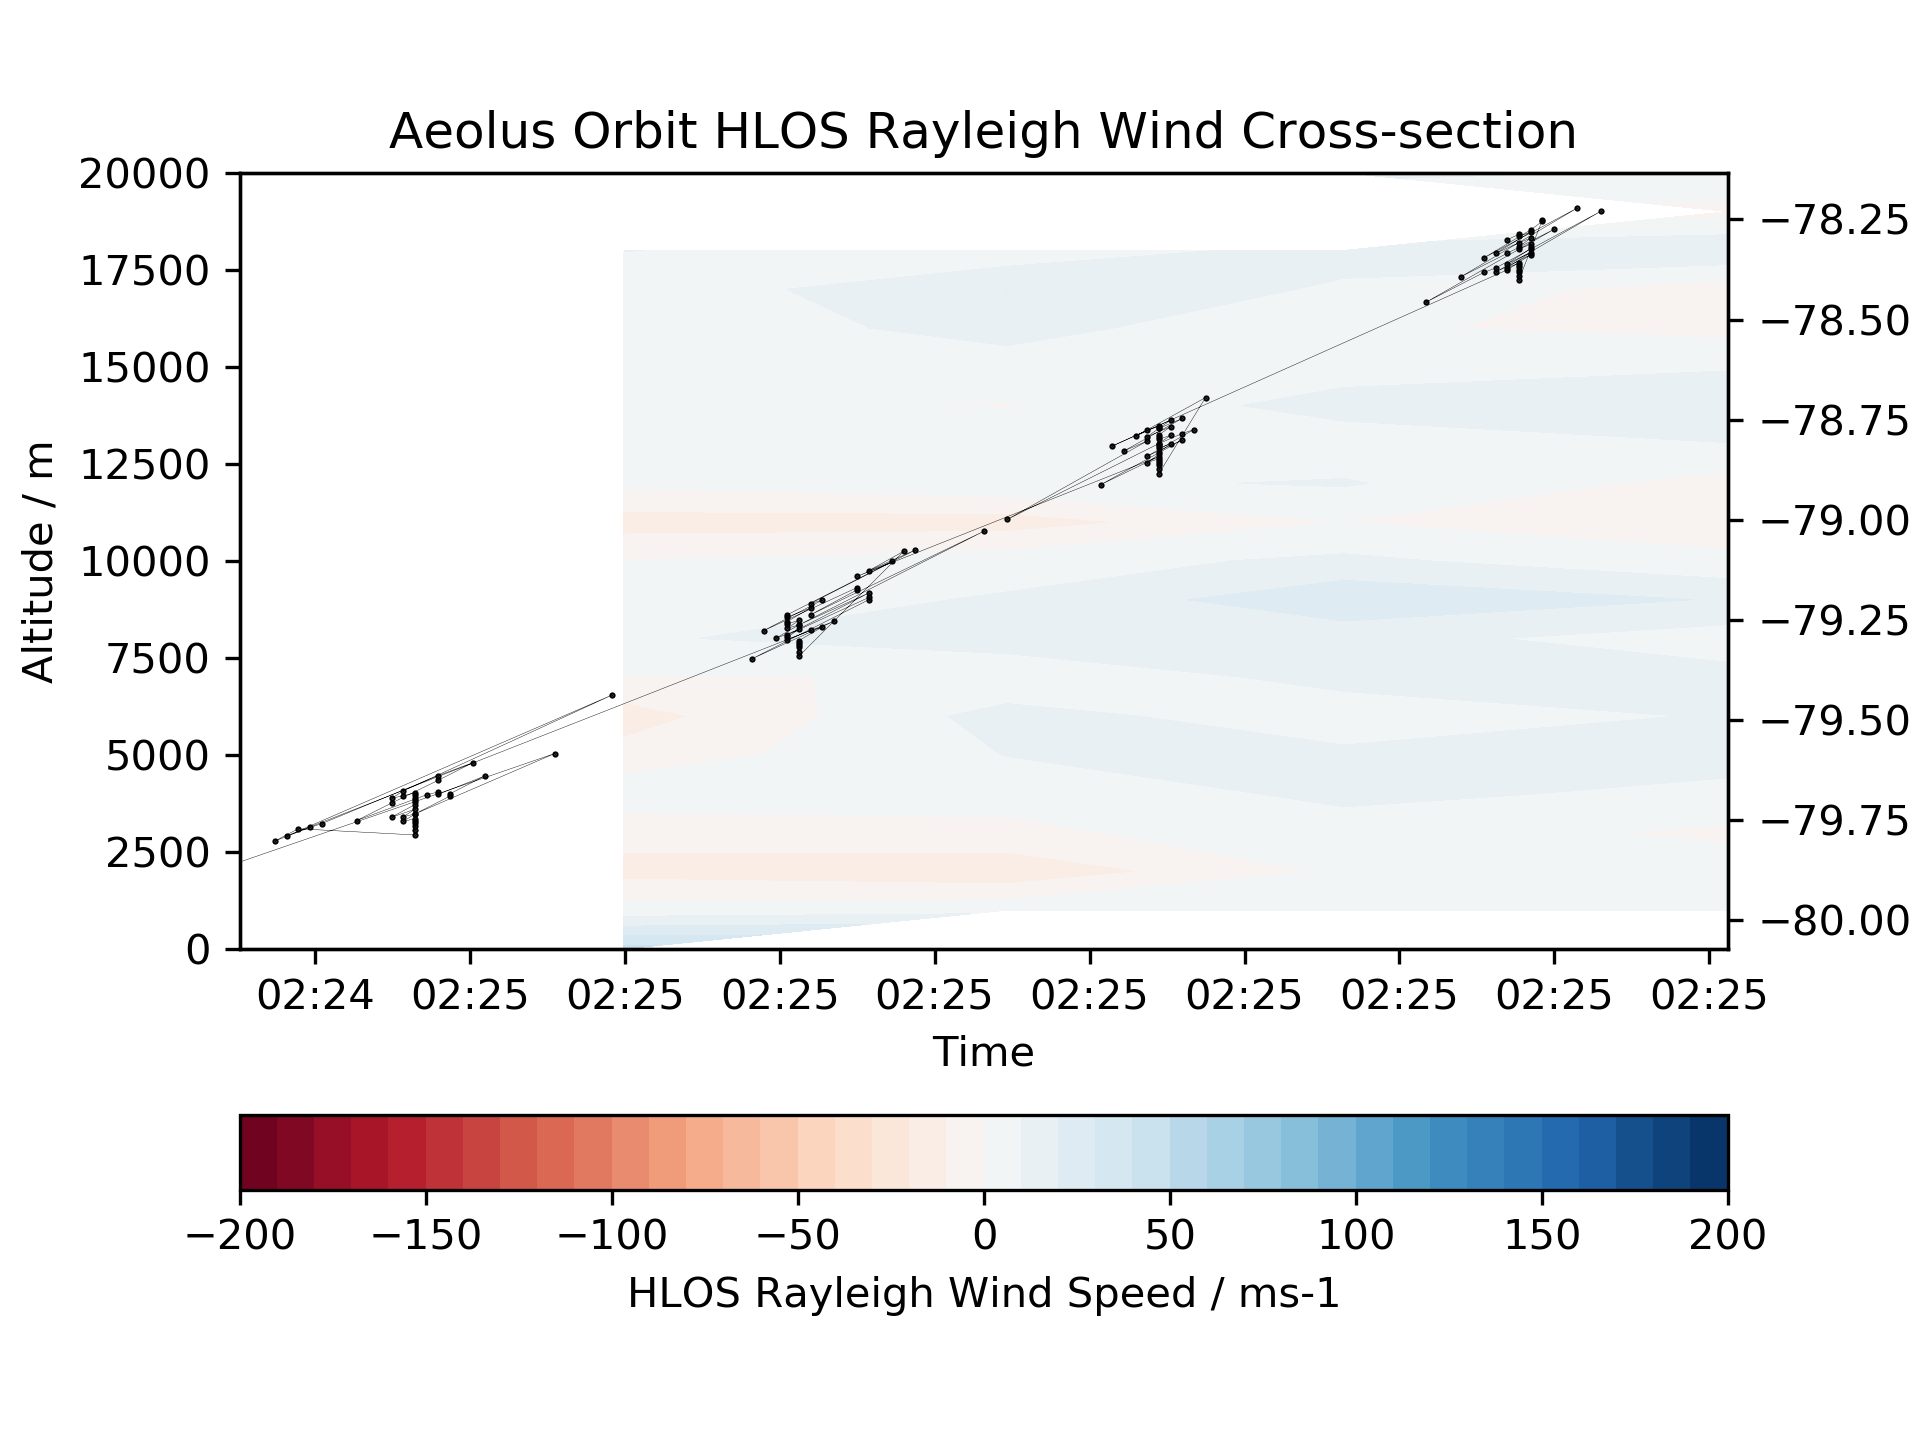 Aeolus Orbit HLOS Rayleigh Wind Cross-section
20000
17500
15000
12500
10000
7500
5000
2500
0
Altitude / m
−78.25
−78.50
−78.75
−79.00
−79.25
−79.50
−79.75
−80.00
02:24 02:25 02:25 02:25 02:25 02:25 02:25 02:25 02:25 02:25
Time
−200 −150 −100 −50 0 50 100 150 200
HLOS Rayleigh Wind Speed / ms-1